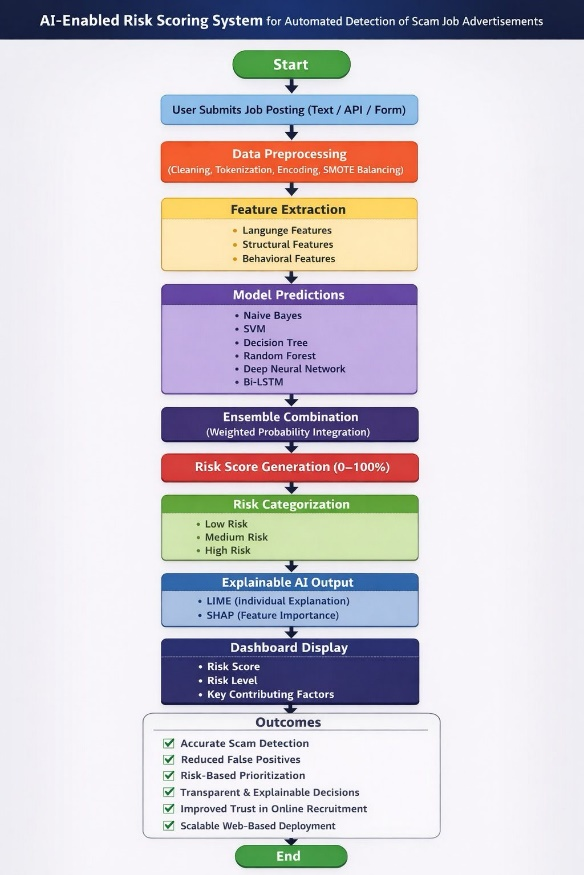 AI-Enabled Risk Scoring System for Automated Detection of Scam Job Advertisements
Start
User Submits Job Posting (Text / API / Form)
Data Preprocessing
(Cleaning, Tokenization, Encoding, SMOTE Balancing)
Feature Extraction
• Langunge Features
• Structural Features
• Behavioral Features
Model Predictions
• Naive Bayes
• SVM
• Decision Tree
• Random Forest
• Deep Neural Network
• Bi-LSTM
Ensemble Combination
(Weighted Probability Integration)
Risk Score Generation (0–100%)
Risk Categorization
• Low Risk
• Medium Risk
• High Risk
Explainable AI Output
• LIME (Individual Explanation)
• SHAP (Feature Importance)
Dashboard Display
• Risk Score
• Risk Level
• Key Contributing Factors
Outcomes
Accurate Scam Detection
Reduced False Positives
Risk-Based Prioritization
Transparent & Explainable Decisions
Improved Trust in Online Recruitment
Scalable Web-Based Deployment
End